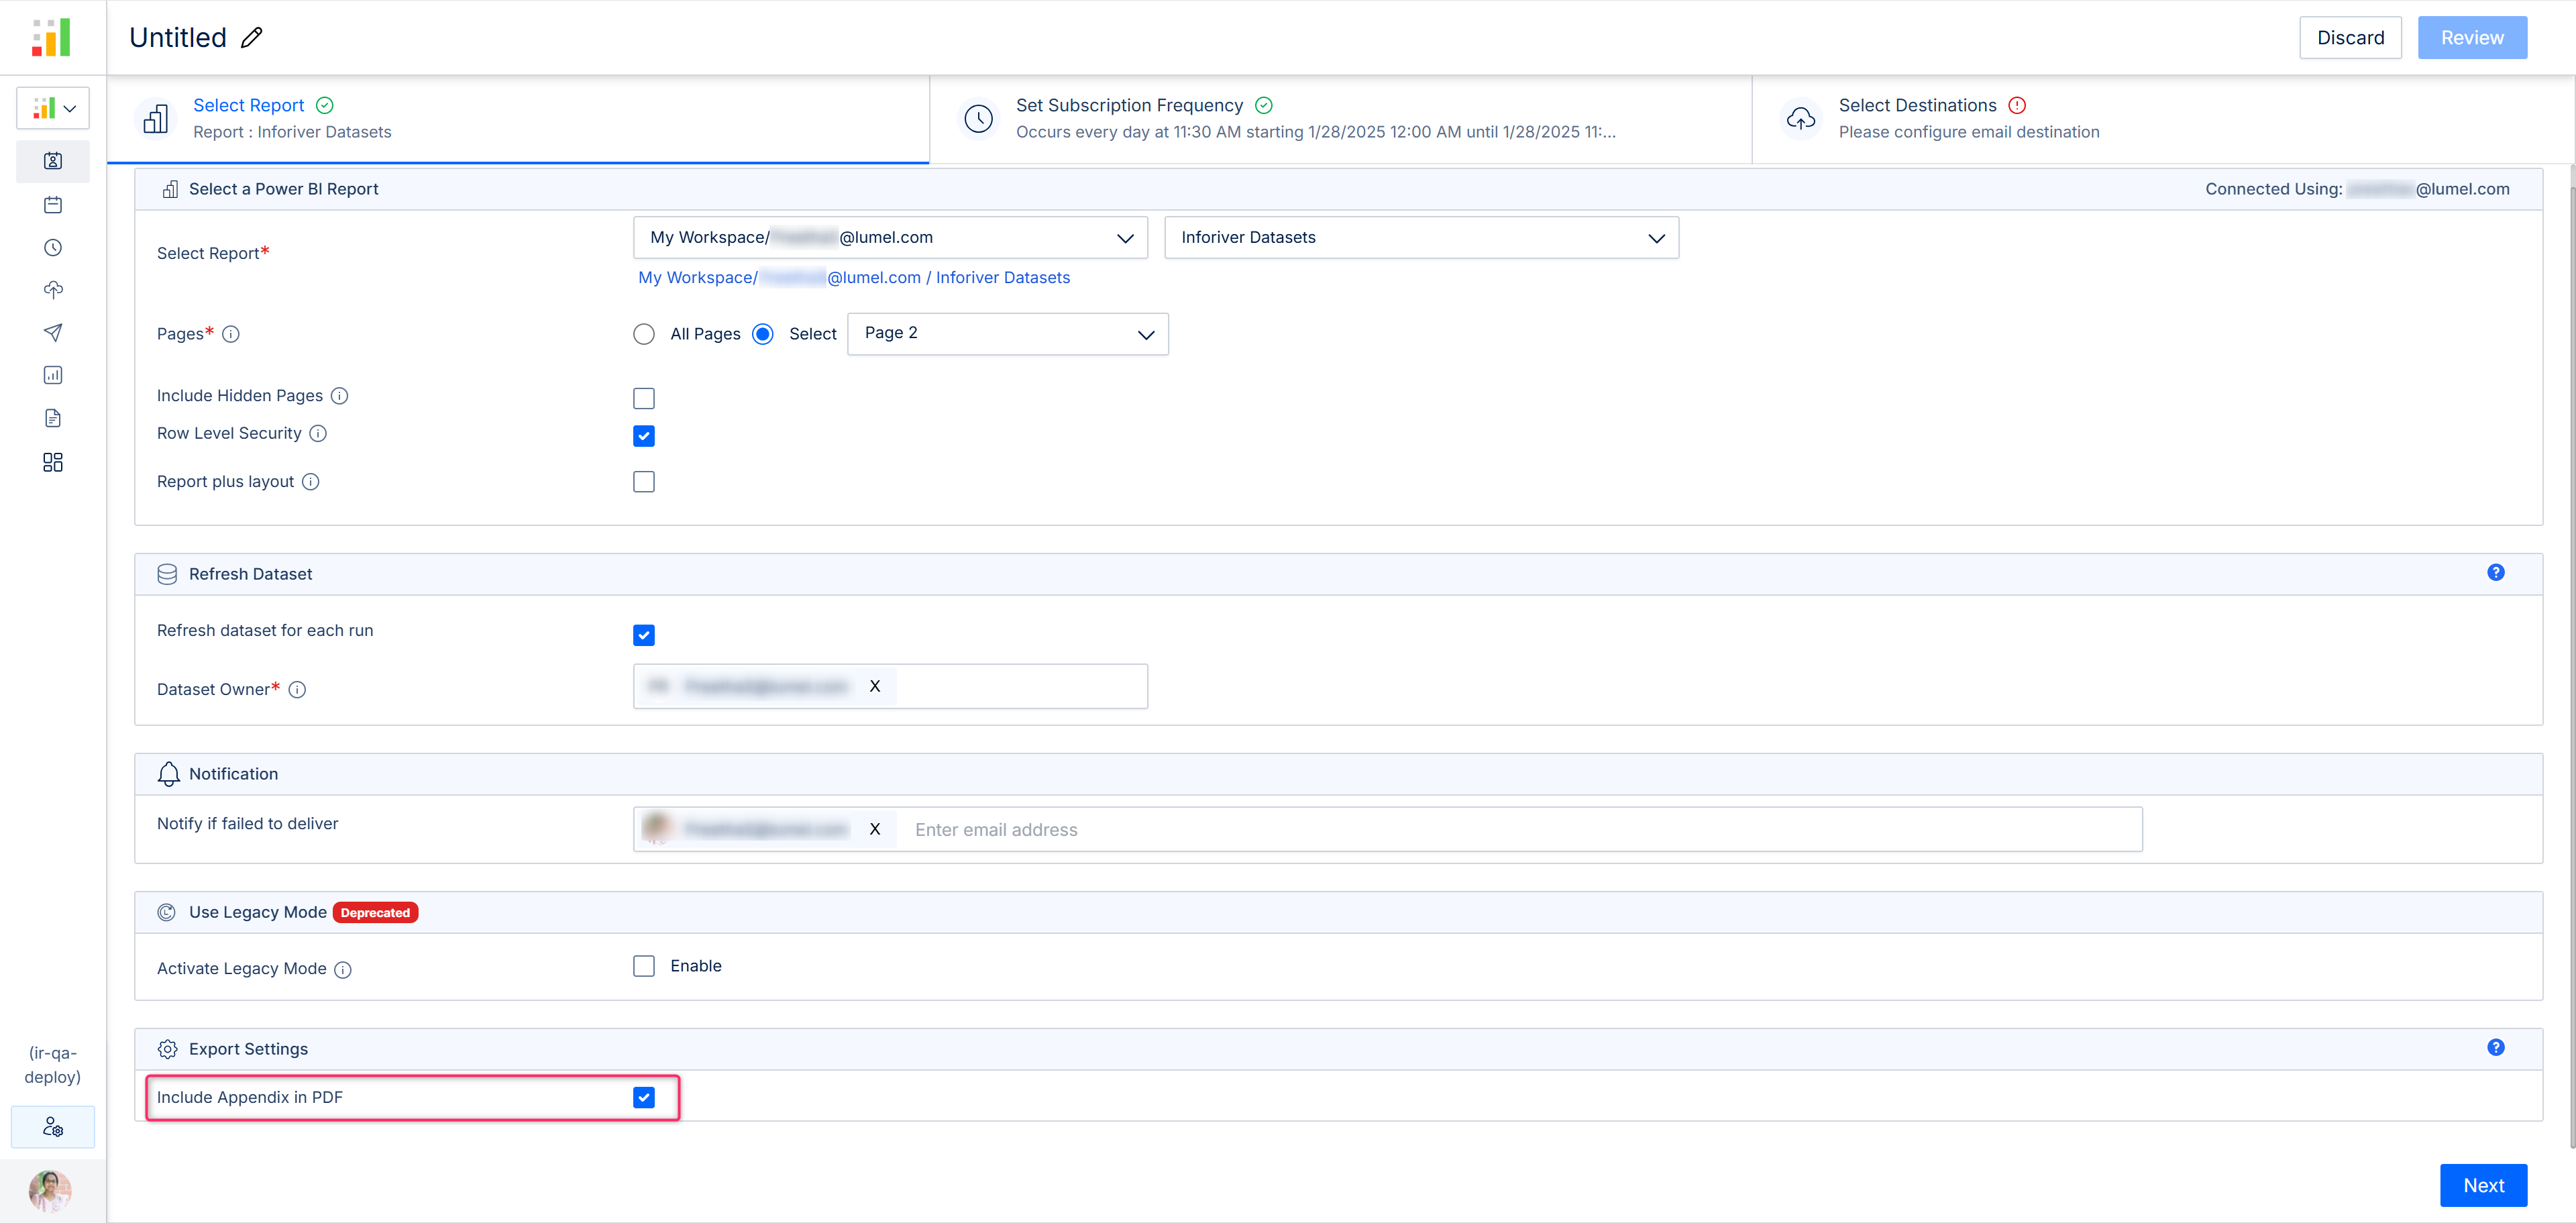 Untitled
Discard
Review
Select Report
Report : Inforiver Datasets
Set Subscription Frequency
Occurs every day at 11:30 AM starting 1/28/2025 12:00 AM until 1/28/2025 11:...
Select Destinations
Please configure email destination
Select a Power BI Report
Connected Using: @lumel.com
Select Report*
My Workspace/ @lumel.com
Inforiver Datasets
My Workspace/ @lumel.com / Inforiver Datasets
Pages*
All Pages
Select
Page 2
Include Hidden Pages
Row Level Security
Report plus layout
Refresh Dataset
?
Refresh dataset for each run
Dataset Owner*
X
Notification
Notify if failed to deliver
X
Enter email address
Use Legacy Mode Deprecated
Activate Legacy Mode
Enable
Export Settings
?
Include Appendix in PDF
(ir-qa-
deploy)
Next